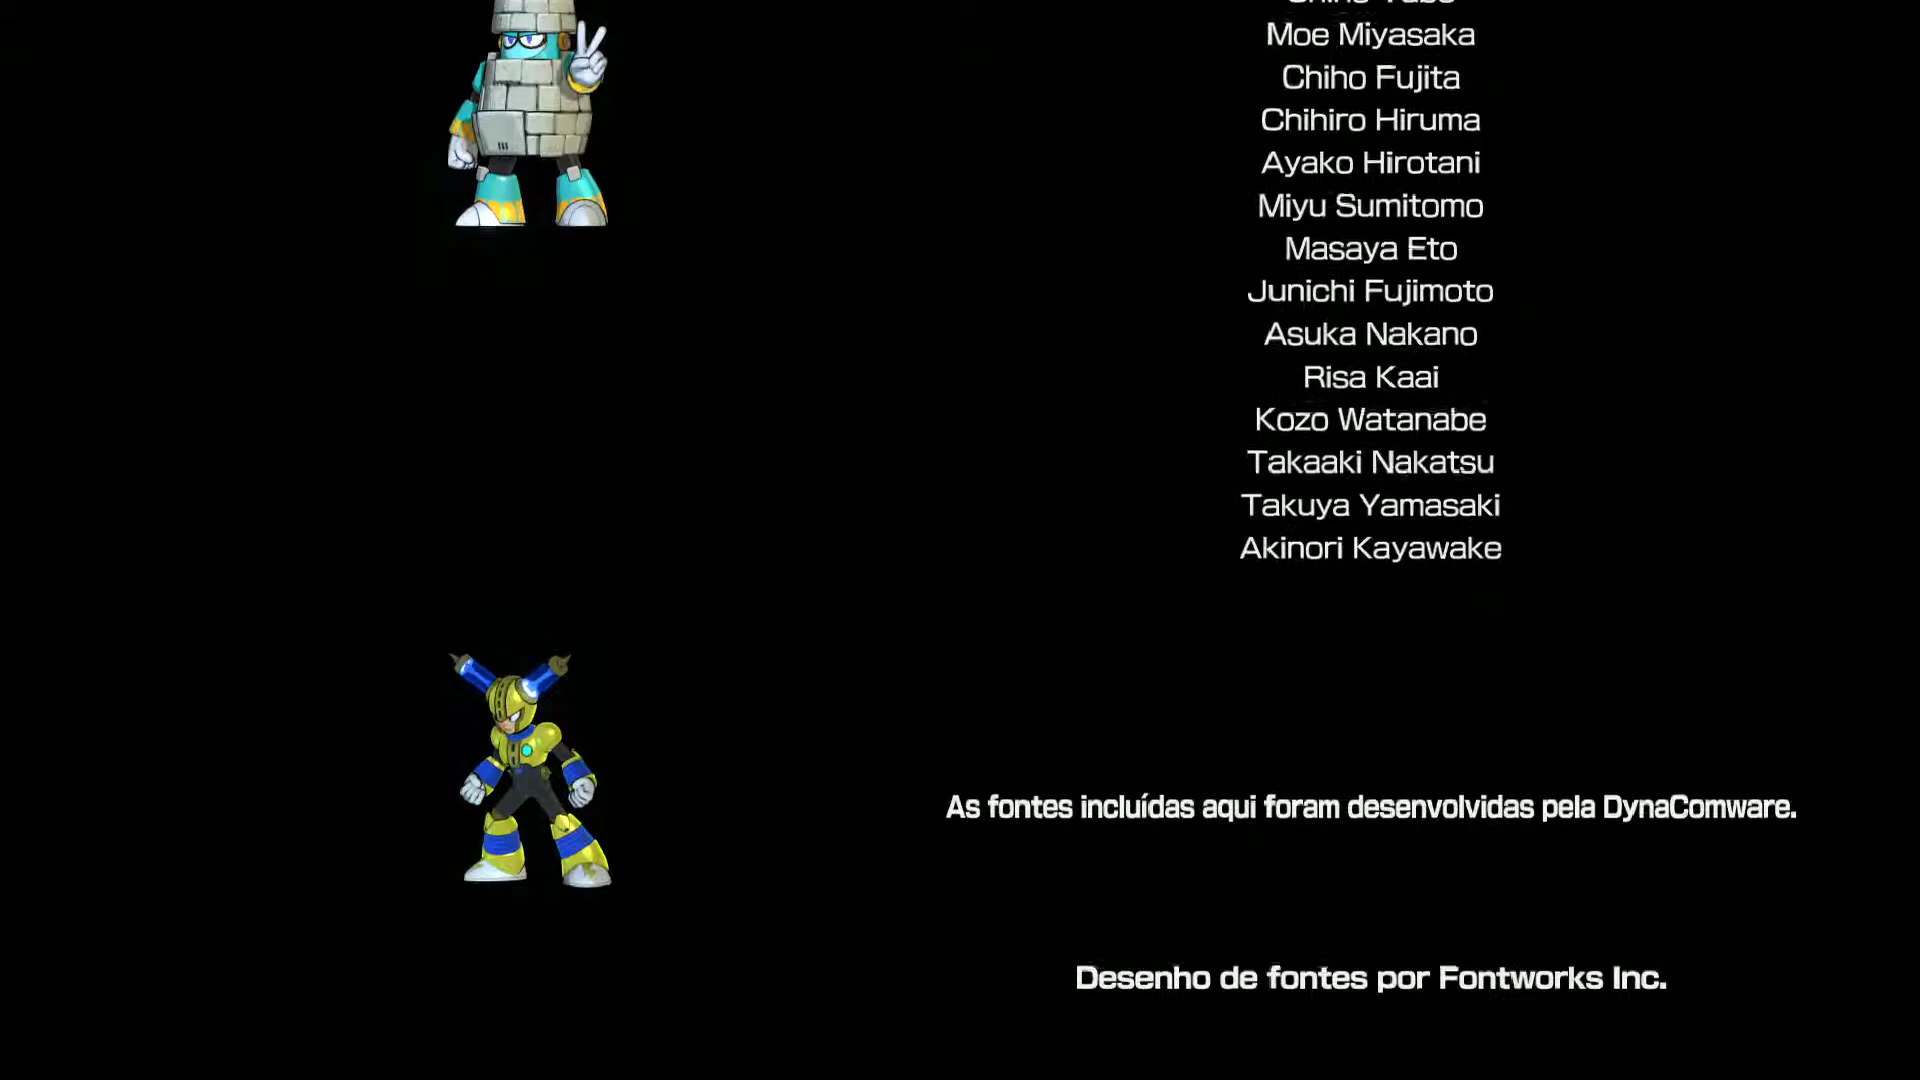 Moe Miyasaka
Chiho Fujita
Chihiro Hiruma
Ayako Hirotani
Miyu Sumitomo
Masaya Eto
Junichi Fujimoto
Asuka Nakano
Risa Kaai
Kozo Watanabe
Takaaki Nakatsu
Takuya Yamasaki
Akinori Kayawake
As fontes incluídas aqui foram desenvolvidas pela DynaComware.
Desenho de fontes por Fontworks Inc.